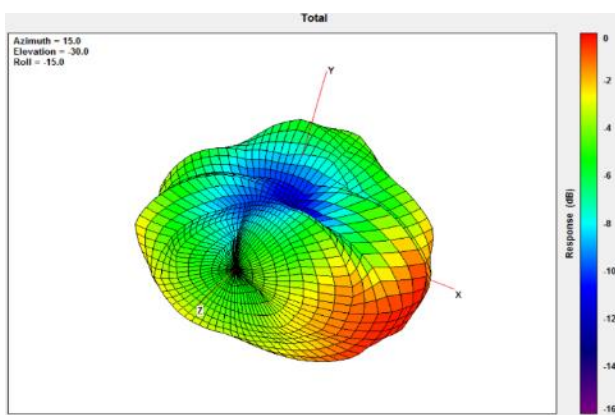 Total
Azimuth = 15.0
Elevation = -30.0
Roll = -15.0
Y
X
Z
0
-2
-4
-6
-8
-10
-12
-14
-16
Response (dB)